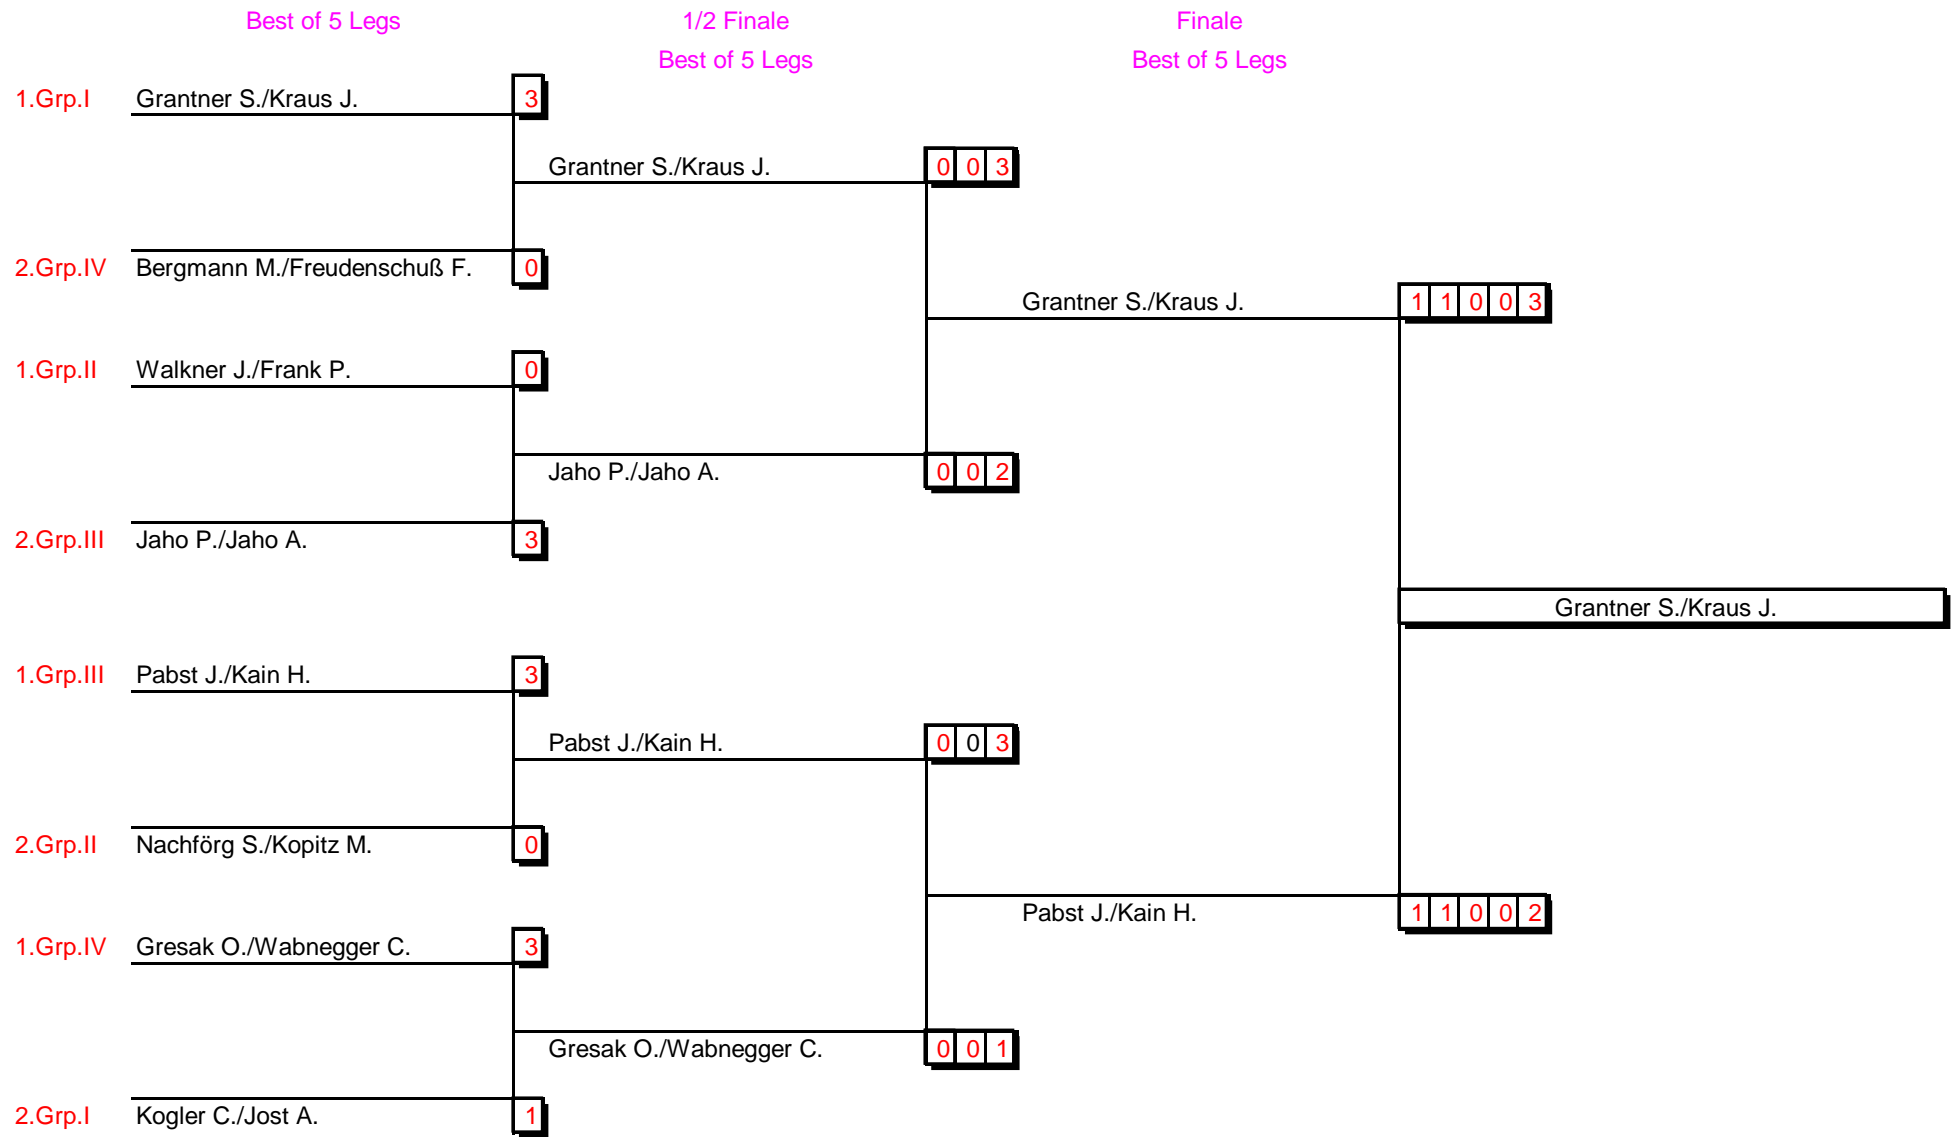 Best of 5 Legs 1/2 Finale Finale
Best of 5 Legs Best of 5 Legs
1.Grp.I Grantner S./Kraus J. 3
Grantner S./Kraus J. 0 0 3
2.Grp.IV Bergmann M./Freudenschuß F. 0
Grantner S./Kraus J. 1 1 0 0 3
1.Grp.II Walkner J./Frank P. 0
Jaho P./Jaho A. 0 0 2
2.Grp.III Jaho P./Jaho A. 3
Grantner S./Kraus J.
1.Grp.III Pabst J./Kain H. 3
Pabst J./Kain H. 0 0 3
2.Grp.II Nachförg S./Kopitz M. 0
Pabst J./Kain H. 1 1 0 0 2
1.Grp.IV Gresak O./Wabnegger C. 3
Gresak O./Wabnegger C. 0 0 1
2.Grp.I Kogler C./Jost A. 1